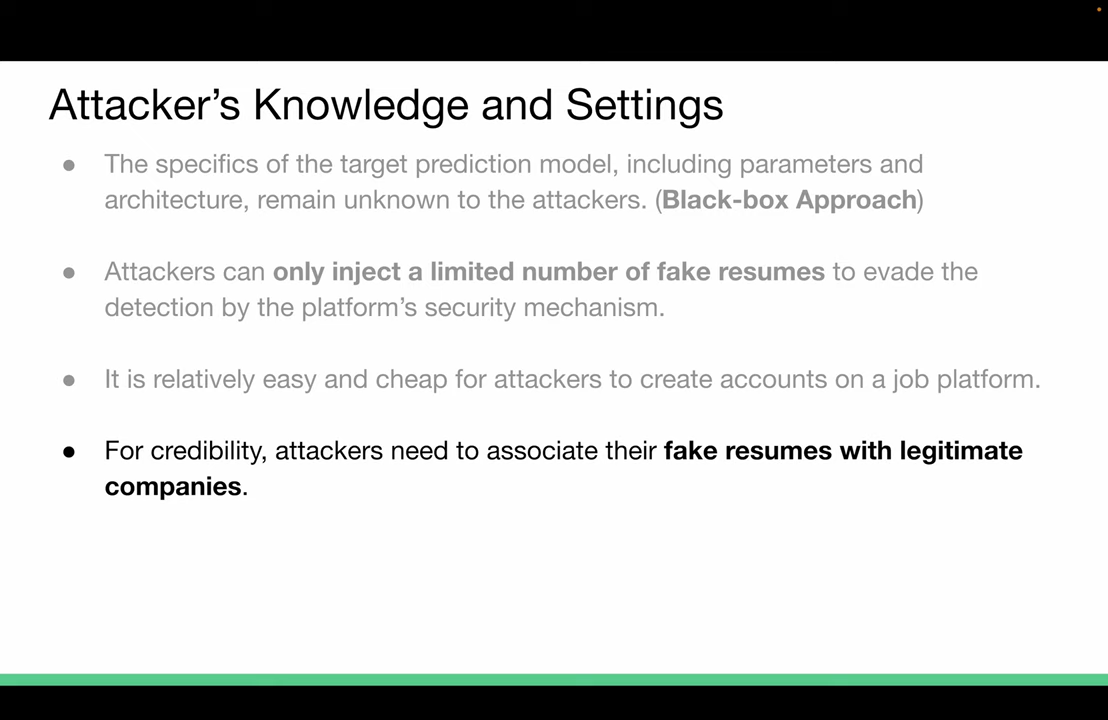 Attacker’s Knowledge and Settings
● The specifics of the target prediction model, including parameters and
architecture, remain unknown to the attackers. (Black-box Approach)
● Attackers can only inject a limited number of fake resumes to evade the
detection by the platform’s security mechanism.
● It is relatively easy and cheap for attackers to create accounts on a job platform.
● For credibility, attackers need to associate their fake resumes with legitimate
companies.